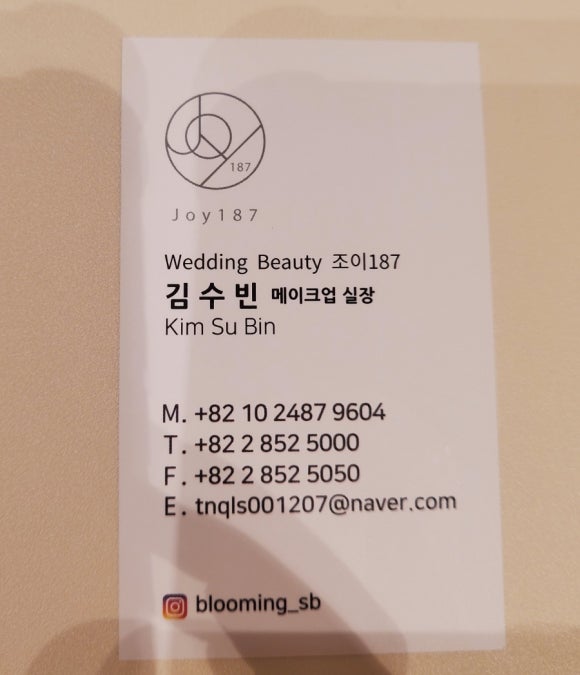 187
Joy187
Wedding Beauty 조이187
김수빈 메이크업 실장
Kim Su Bin
M. +82 10 2487 9604
T. +82 2 852 5000
F. +82 2 852 5050
E. tnqls001207@naver.com
blooming_sb